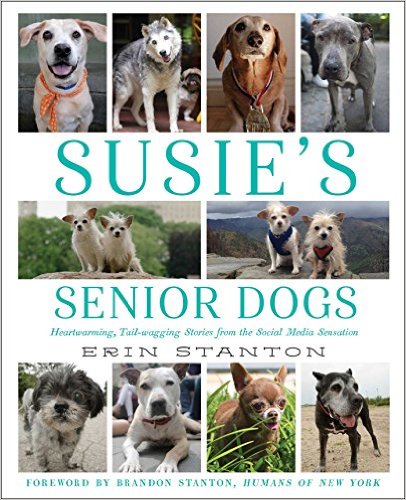 SUSIE'S
SENIOR DOGS
Heartwarming, Tail-wagging Stories from the Social Media Sensation
ERIN STANTON
FOREWORD BY BRANDON STANTON, HUMANS OF NEW YORK